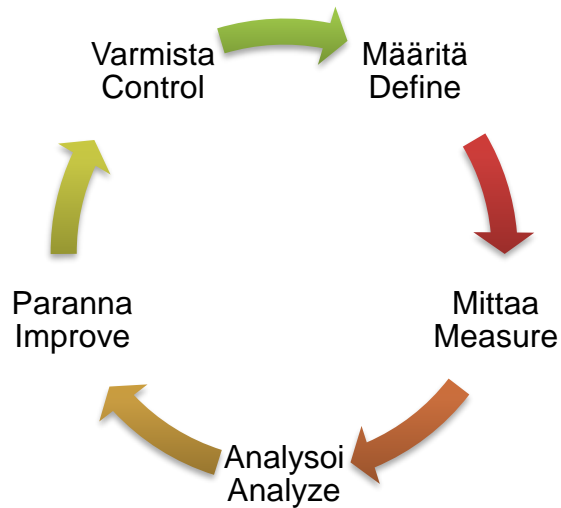 Varmista
Control
Määritä
Define
Mittaa
Measure
Analysoi
Analyze
Paranna
Improve